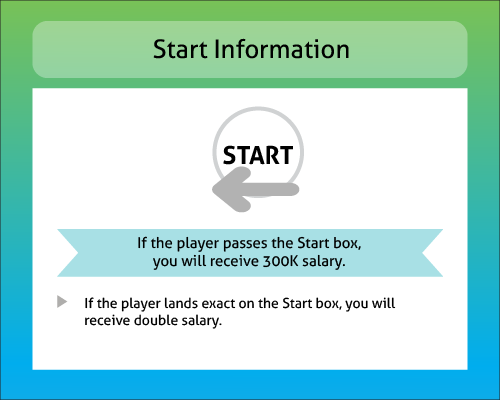 Start Information
START
If the player passes the Start box,
you will receive 300K salary.
If the player lands exact on the Start box, you will
receive double salary.